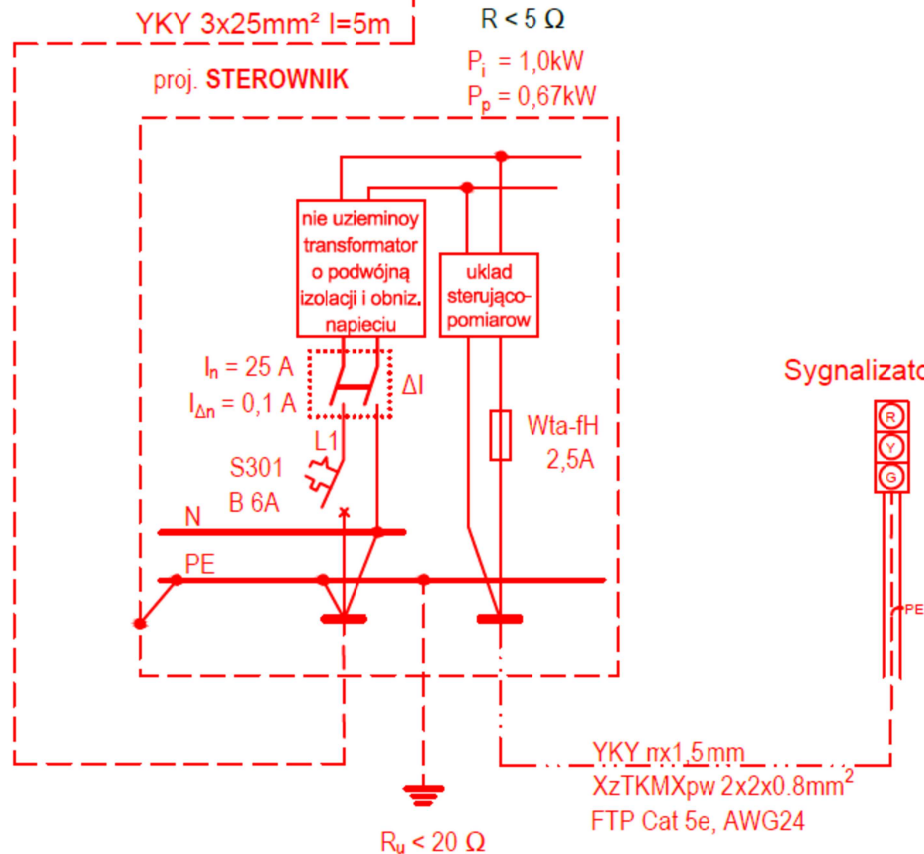 YKY 3x25mm² l=5m
R < 5 Ω
proj. STEROWNIK
Pi = 1,0kW
Pp = 0,67kW
nie uzieminoy
transformator
o podwójną
izolacji i obniz.
napieciu
uklad
sterująco-
pomiarow
In = 25 A
IΔn = 0,1 A
ΔI
L1
S301
B 6A
Wta-fH
2,5A
N
PE
Sygnalizato
R
Y
G
PE
YKY nx1,5mm
XzTKMXpw 2x2x0.8mm²
FTP Cat 5e, AWG24
Ru < 20 Ω